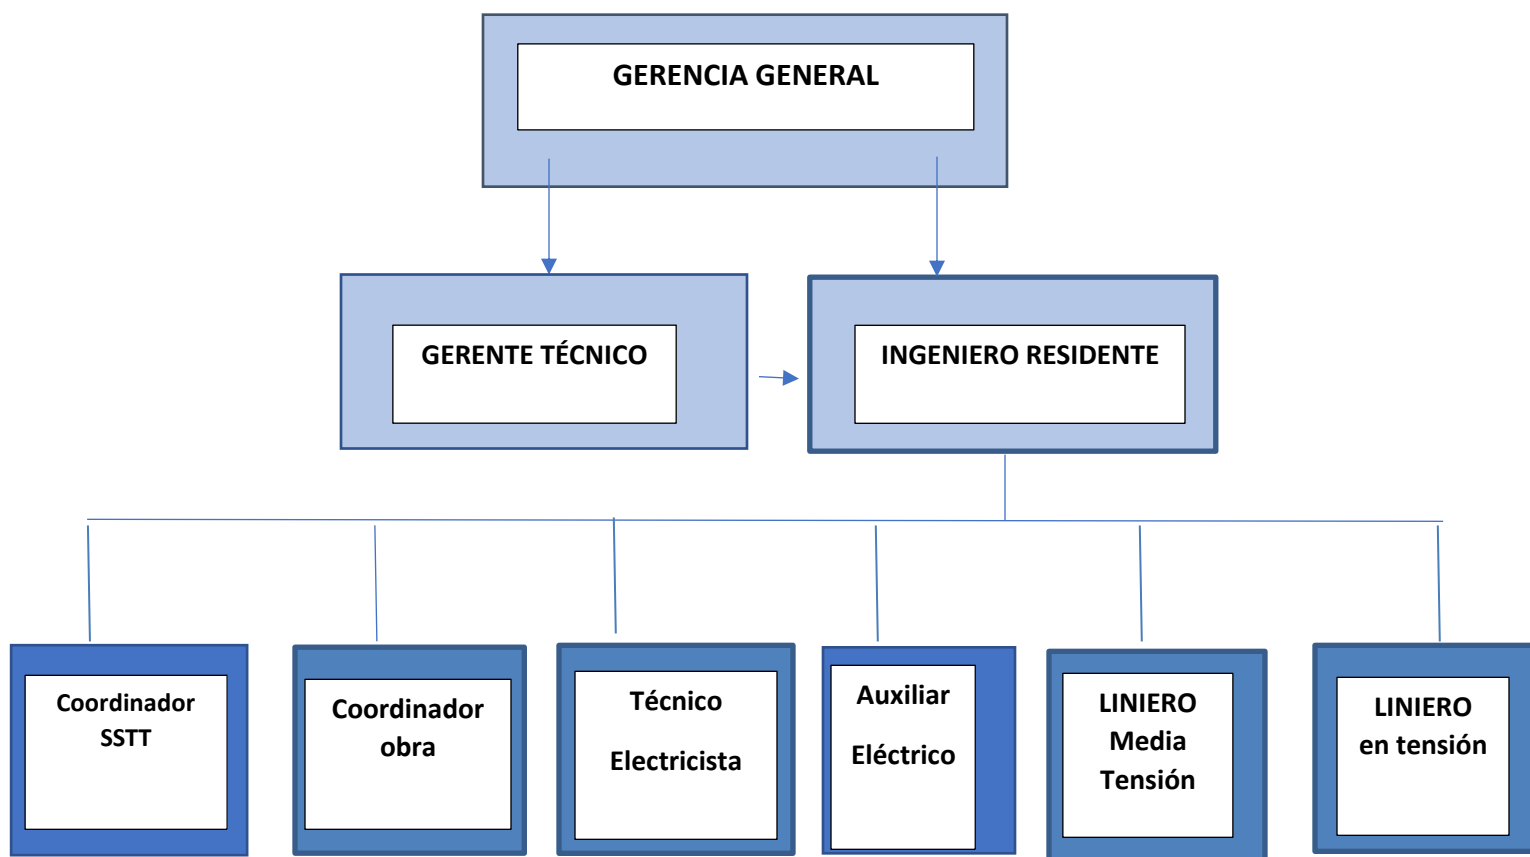 GERENCIA GENERAL
GERENTE TÉCNICO
INGENIERO RESIDENTE
Coordinador
SSTT
Coordinador
obra
Técnico
Electricista
Auxiliar
Eléctrico
LINIERO
Media
Tensión
LINIERO
en tensión